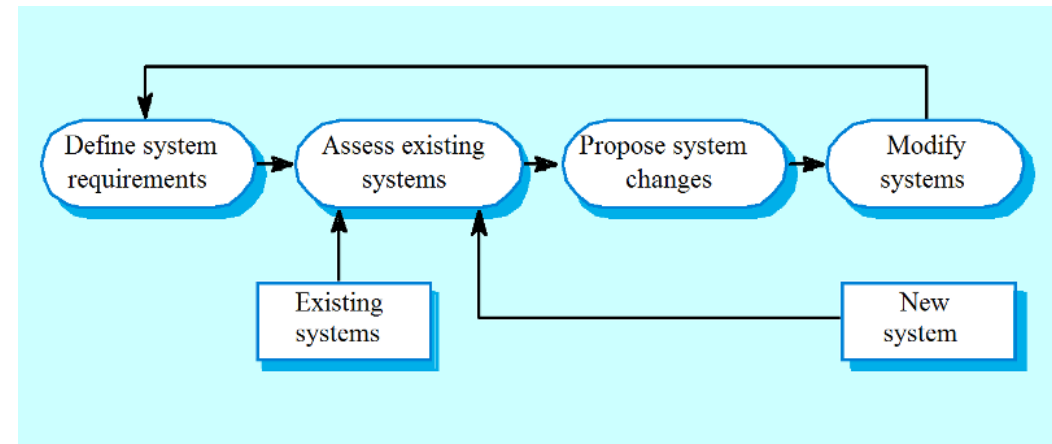 Define system
requirements
Assess existing
systems
Propose system
changes
Modify
systems
Existing
systems
New
system